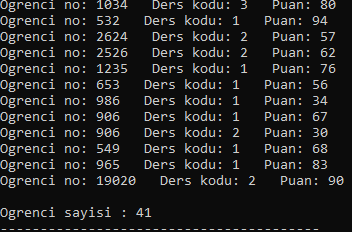 Ogrenci no: 1034   Ders kodu: 3   Puan: 80
Ogrenci no: 532   Ders kodu: 1   Puan: 94
Ogrenci no: 2624   Ders kodu: 2   Puan: 57
Ogrenci no: 2526   Ders kodu: 2   Puan: 62
Ogrenci no: 1235   Ders kodu: 1   Puan: 76
Ogrenci no: 653   Ders kodu: 1   Puan: 56
Ogrenci no: 986   Ders kodu: 1   Puan: 34
Ogrenci no: 906   Ders kodu: 1   Puan: 67
Ogrenci no: 906   Ders kodu: 2   Puan: 30
Ogrenci no: 549   Ders kodu: 1   Puan: 68
Ogrenci no: 965   Ders kodu: 1   Puan: 83
Ogrenci no: 19020   Ders kodu: 2   Puan: 90
Ogrenci sayisi : 41
----------------------------------------